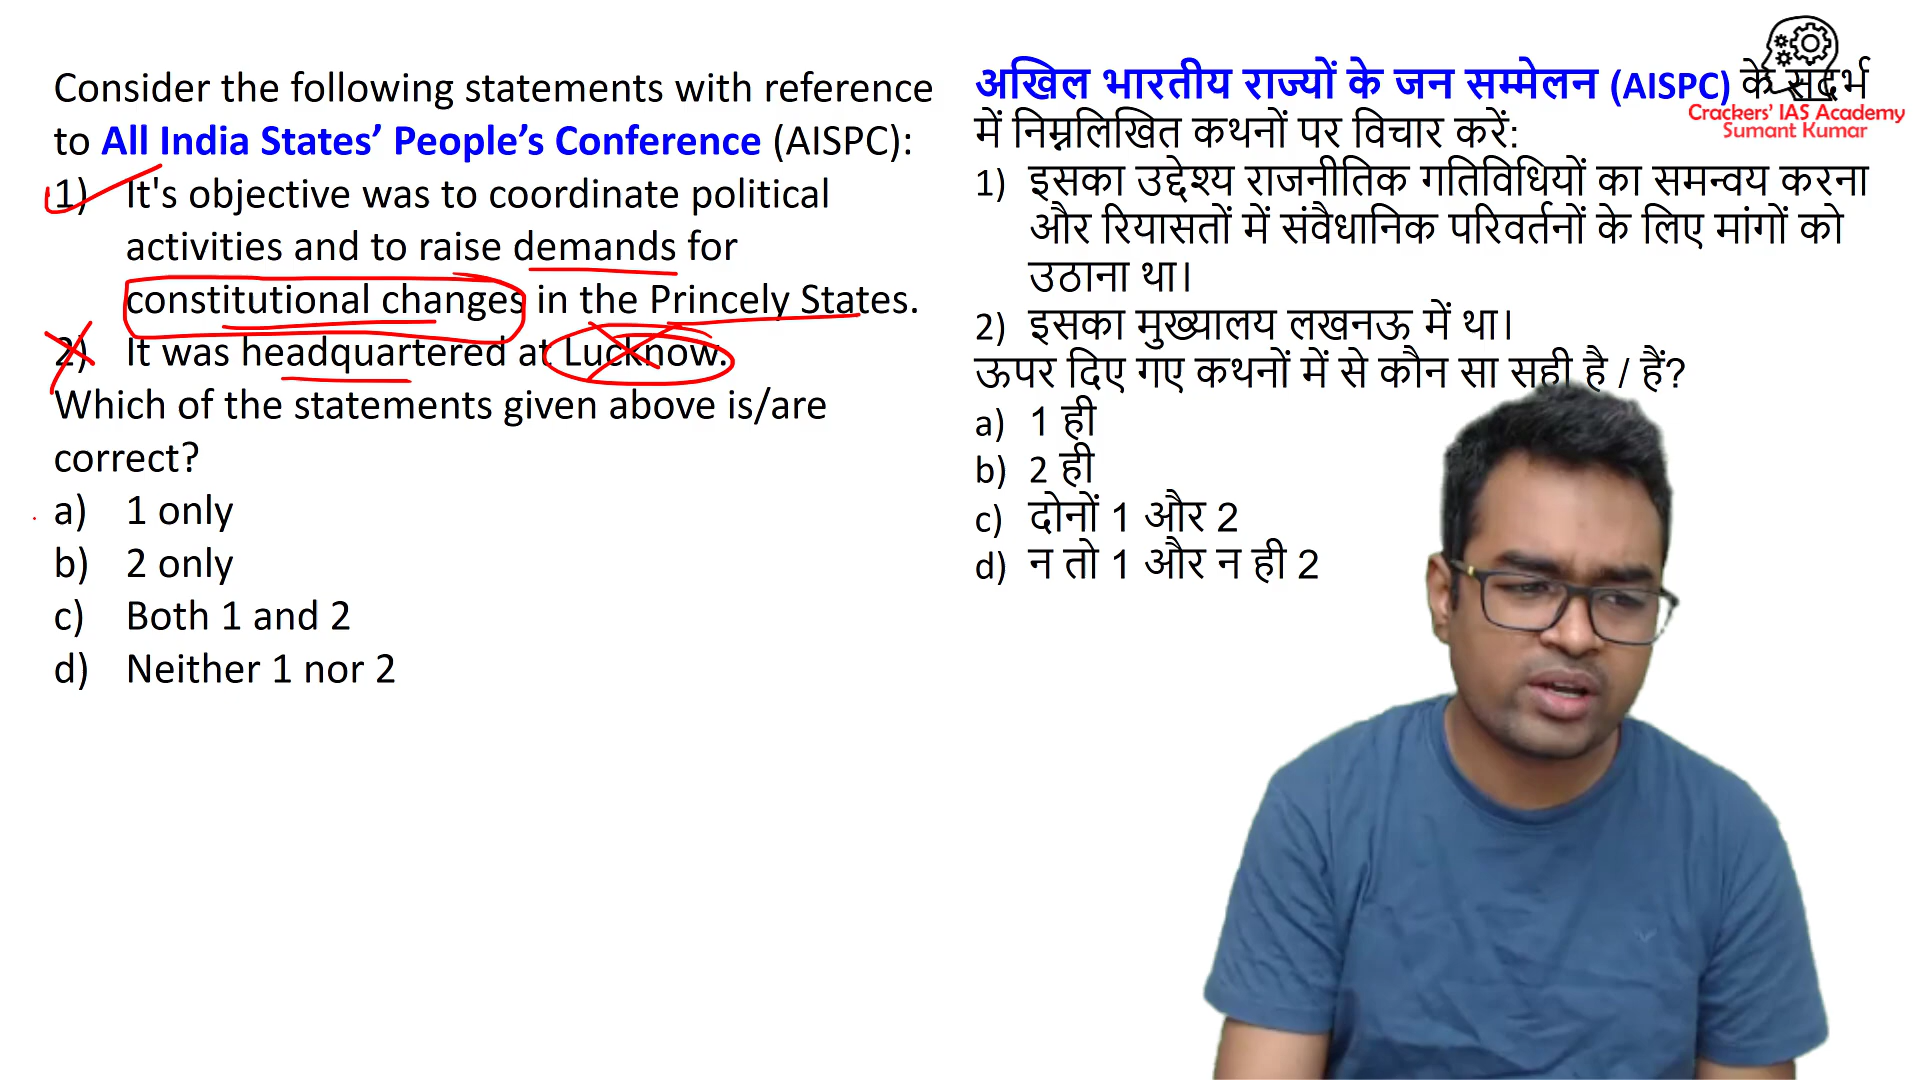 Consider the following statements with reference
to All India States’ People’s Conference (AISPC):
1) It's objective was to coordinate political
activities and to raise demands for
constitutional changes in the Princely States.
2) It was headquartered at Lucknow.
Which of the statements given above is/are
correct?
a) 1 only
b) 2 only
c) Both 1 and 2
d) Neither 1 nor 2
अखिल भारतीय राज्यों के जन सम्मेलन (AISPC) के संदर्भ
में निम्नलिखित कथनों पर विचार करें:
1) इसका उद्देश्य राजनीतिक गतिविधियों का समन्वय करना
और रियासतों में संवैधानिक परिवर्तनों के लिए मांगों को
उठाना था।
2) इसका मुख्यालय लखनऊ में था।
ऊपर दिए गए कथनों में से कौन सा सही है / हैं?
a) 1 ही
b) 2 ही
c) दोनों 1 और 2
d) न तो 1 और न ही 2
Crackers’ IAS Academy
Sumant Kumar